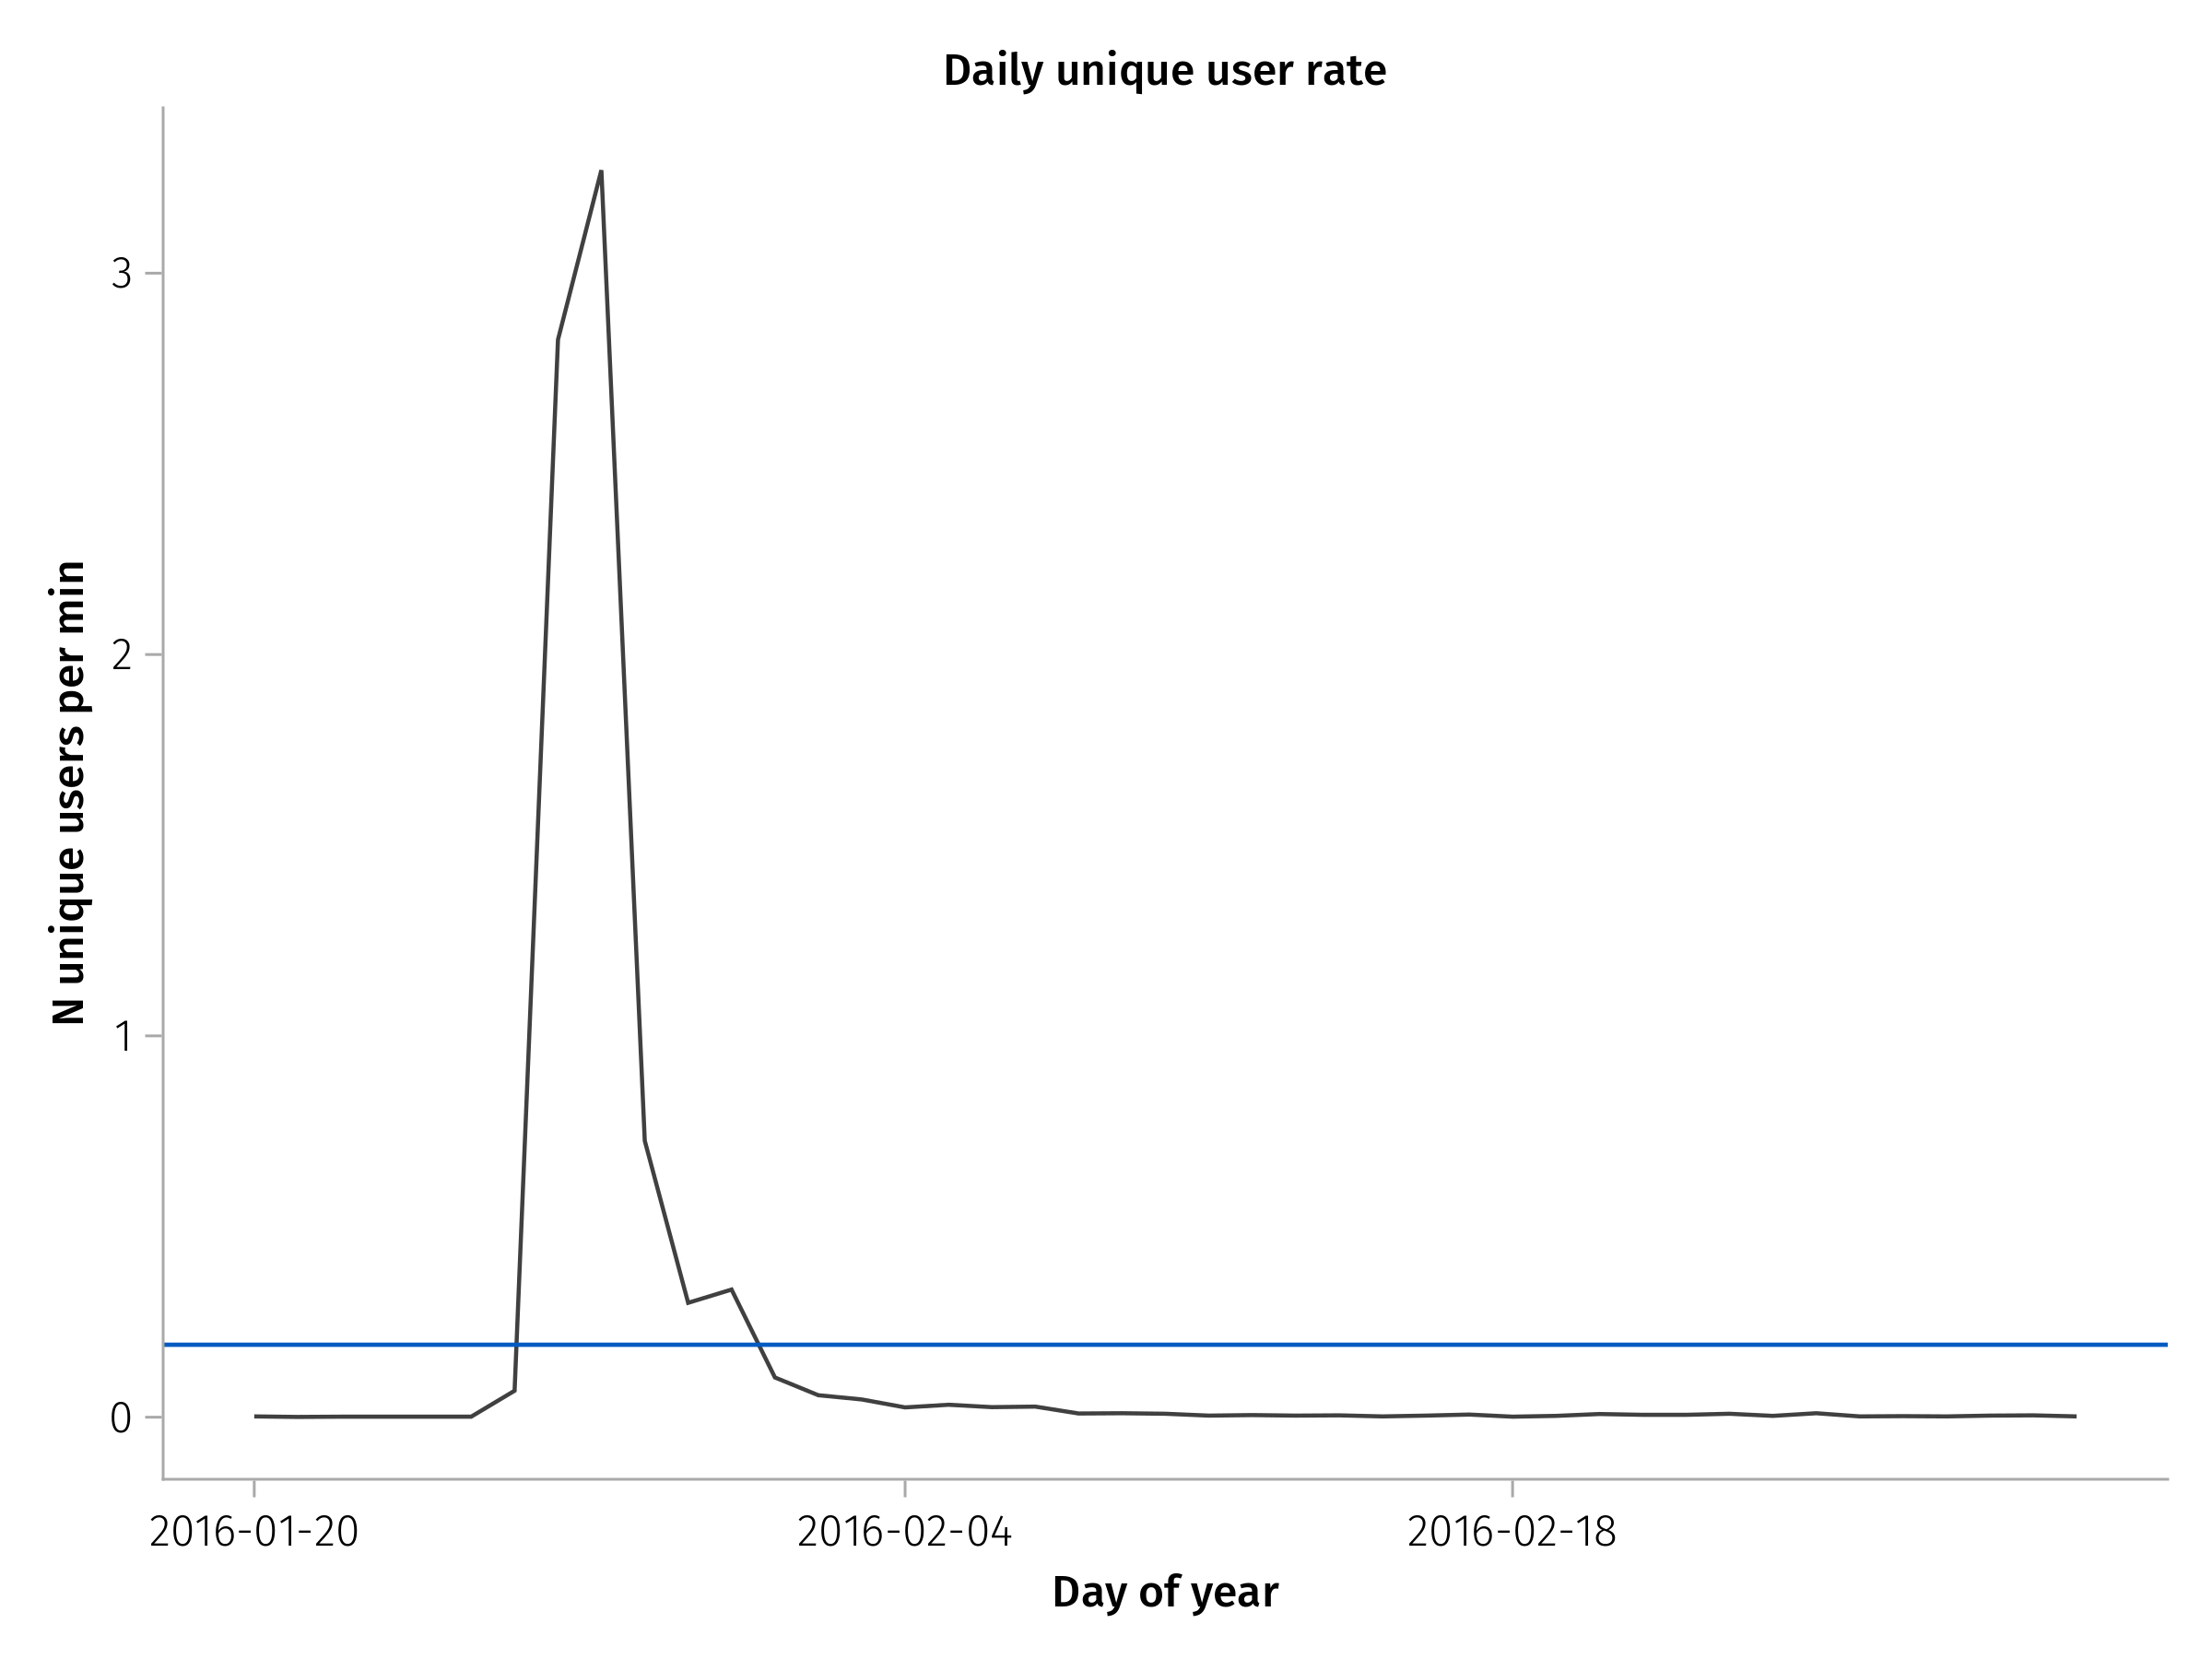 Daily unique user rate
N unique users per min
3
2
1
0
2016-01-20
2016-02-04
2016-02-18
Day of year